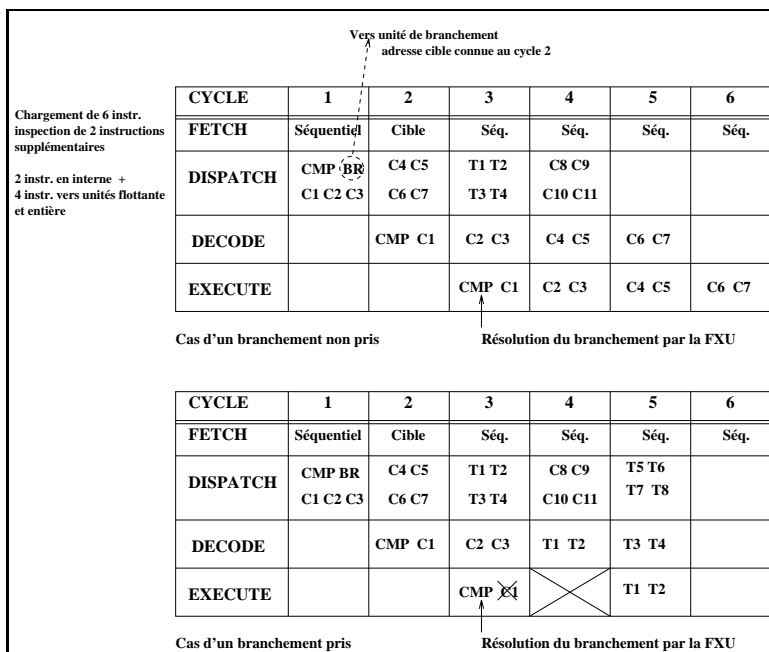 Vers unité de branchement
adresse cible connue au cycle 2
Chargement de 6 instr.
inspection de 2 instructions
supplémentaires
2 instr. en interne +
4 instr. vers unités flottante
et entière
CYCLE 1 2 3 4 5 6
FETCH Séquentiel Cible Séq. Séq. Séq. Séq.
DISPATCH
CMP BR C4 C5 T1 T2 C8 C9
C1 C2 C3 C6 C7 T3 T4 C10 C11
DECODE CMP C1 C2 C3 C4 C5 C6 C7
EXECUTE CMP C1 C2 C3 C4 C5 C6 C7
Cas d'un branchement non pris Résolution du branchement par la FXU
CYCLE 1 2 3 4 5 6
FETCH Séquentiel Cible Séq. Séq. Séq. Séq.
DISPATCH
CMP BR C4 C5 T1 T2 C8 C9 T5 T6
C1 C2 C3 C6 C7 T3 T4 C10 C11 T7 T8
DECODE CMP C1 C2 C3 T1 T2 T3 T4
EXECUTE CMP C1 T1 T2
Cas d'un branchement pris Résolution du branchement par la FXU